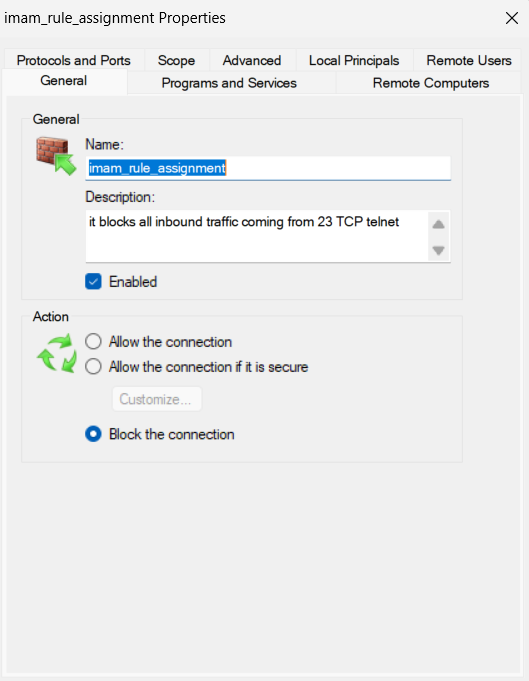 imam_rule_assignment Properties
Protocols and Ports Scope Advanced Local Principals Remote Users
General Programs and Services Remote Computers
General
Name:
imam_rule_assignment
Description:
it blocks all inbound traffic coming from 23 TCP telnet
Enabled
Action
Allow the connection
Allow the connection if it is secure
Customize...
Block the connection